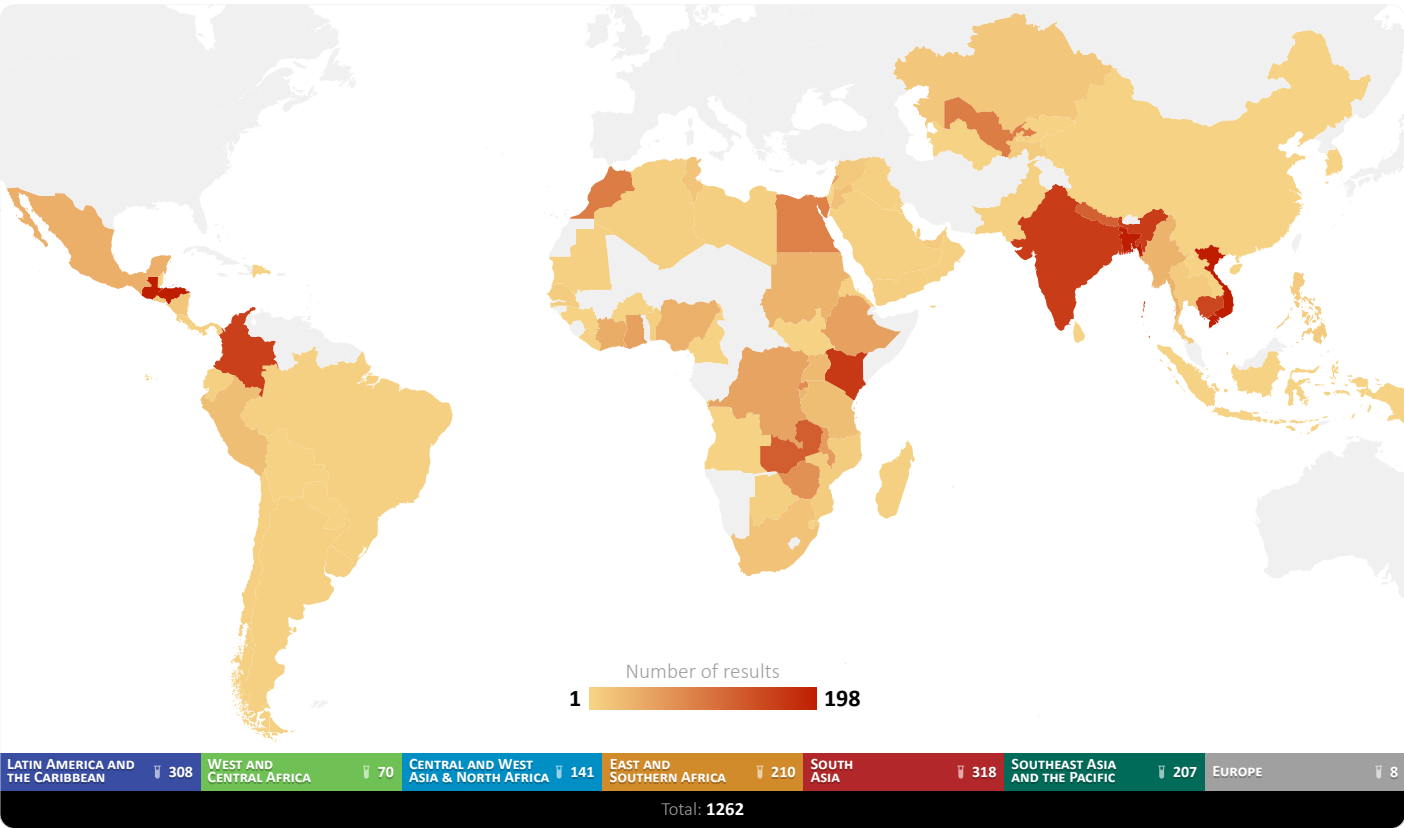 Number of results
1 198
LATIN AMERICA AND
THE CARIBBEAN 308
WEST AND
CENTRAL AFRICA 70
CENTRAL AND WEST
ASIA & NORTH AFRICA 141
EAST AND
SOUTHERN AFRICA 210
SOUTH
ASIA 318
SOUTHEAST ASIA
AND THE PACIFIC 207
EUROPE 8
Total: 1262